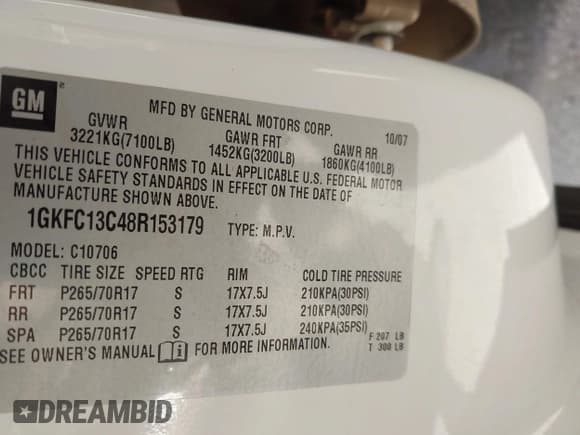 GM
MFD BY GENERAL MOTORS CORP. 10/07
GVWR GAWR FRT GAWR RR
3221KG(7100LB) 1452KG(3200LB) 1860KG(4100LB)
THIS VEHICLE CONFORMS TO ALL APPLICABLE U.S. FEDERAL MOTOR
VEHICLE SAFETY STANDARDS IN EFFECT ON THE DATE OF
MANUFACTURE SHOWN ABOVE.
1GKFC13C48R153179 TYPE: M.P.V.
MODEL: C10706
CBCC TIRE SIZE SPEED RTG RIM COLD TIRE PRESSURE
FRT P265/70R17 S 17X7.5J 210KPA(30PSI)
RR P265/70R17 S 17X7.5J 210KPA(30PSI)
SPA P265/70R17 S 17X7.5J 240KPA(35PSI)
F 207 LB
T 300 LB
SEE OWNER'S MANUAL FOR MORE INFORMATION.
DREAMBID